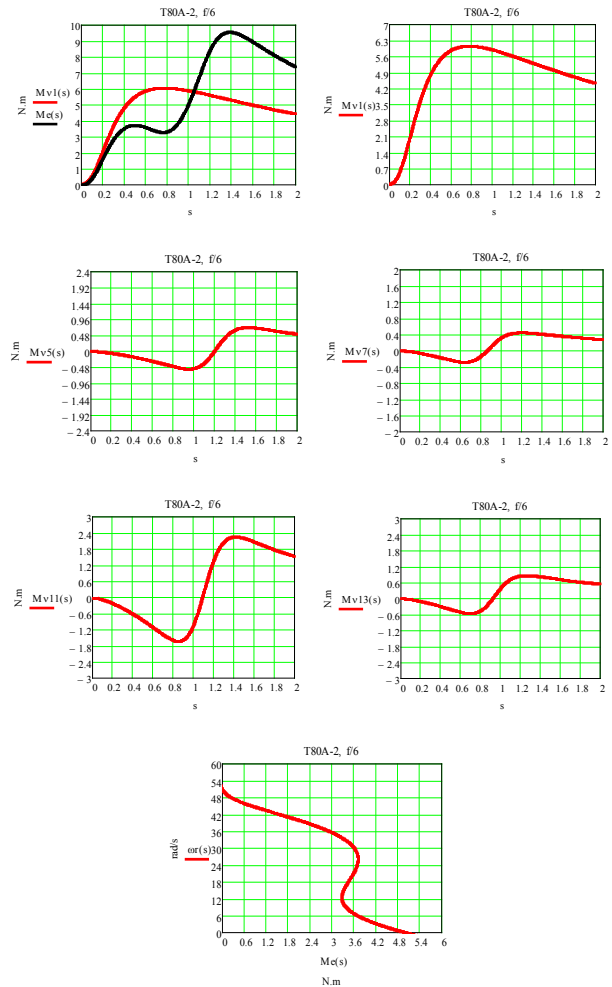 T80A-2, f/6
10
9
8
7
6
5
4
3
2
1
0
N.m
Mv1(s)
Me(s)
0 0.2 0.4 0.6 0.8 1 1.2 1.4 1.6 1.8 2
s
T80A-2, f/6
7
6.3
5.6
4.9
4.2
3.5
2.8
2.1
1.4
0.7
0
N.m
Mv1(s)
0 0.2 0.4 0.6 0.8 1 1.2 1.4 1.6 1.8 2
s
T80A-2, f/6
2.4
1.92
1.44
0.96
0.48
0
− 0.48
− 0.96
− 1.44
− 1.92
− 2.4
N.m
Mv5(s)
0 0.2 0.4 0.6 0.8 1 1.2 1.4 1.6 1.8 2
s
T80A-2, f/6
2
1.6
1.2
0.8
0.4
0
− 0.4
− 0.8
− 1.2
− 1.6
− 2
N.m
Mv7(s)
0 0.2 0.4 0.6 0.8 1 1.2 1.4 1.6 1.8 2
s
T80A-2, f/6
3
2.4
1.8
1.2
0.6
0
− 0.6
− 1.2
− 1.8
− 2.4
− 3
N.m
Mv11(s)
0 0.2 0.4 0.6 0.8 1 1.2 1.4 1.6 1.8 2
s
T80A-2, f/6
3
2.4
1.8
1.2
0.6
0
− 0.6
− 1.2
− 1.8
− 2.4
− 3
N.m
Mv13(s)
0 0.2 0.4 0.6 0.8 1 1.2 1.4 1.6 1.8 2
s
T80A-2, f/6
60
54
48
42
36
30
24
18
12
6
0
rad/s
ωr(s)
0 0.6 1.2 1.8 2.4 3 3.6 4.2 4.8 5.4 6
Me(s)
N.m